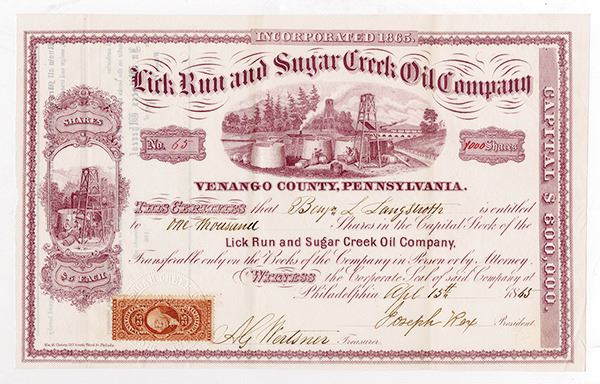 INCORPORATED 1865.
Lick Run and Sugar Creek Oil Company
SHARES
No. 65
1000 Shares
VENANGO COUNTY, PENNSYLVANIA.
THIS CERTIFIES that Benj. L Langstroth is entitled
to One thousand Shares in the Capital Stock of the
Lick Run and Sugar Creek Oil Company.
Transferable only on the Books of the Company in Person or by Attorney.
WITNESS the Corporate Seal of said Company at
Philadelphia Apl 13th 1865
Joseph Rex President
A G Treasurer.
$5 EACH
CAPITAL $ 600,000.